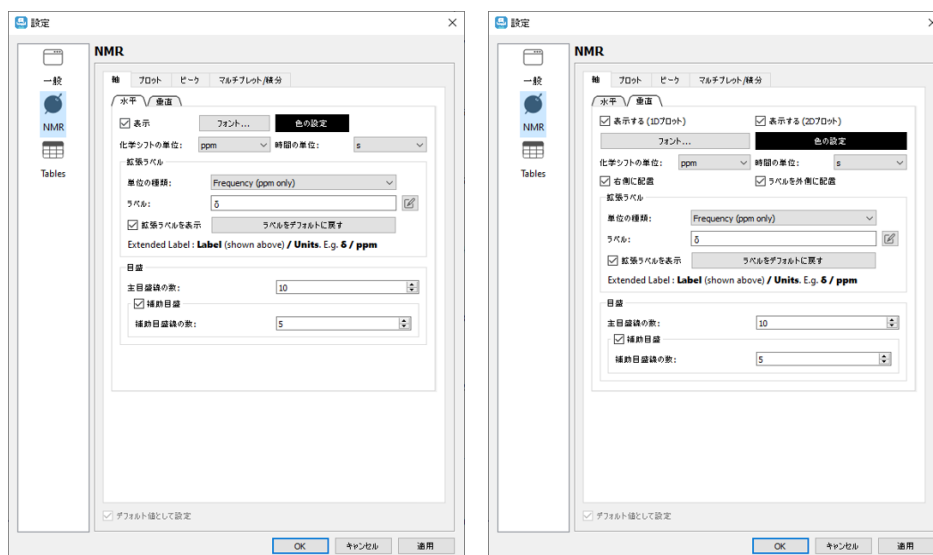 設定
一般
NMR
Tables
NMR
軸 プロット ピーク マルチプレット/積分
水平 垂直
表示 フォント... 色の設定
化学シフトの単位: ppm 時間の単位: s
拡張ラベル
単位の種類: Frequency (ppm only)
ラベル: δ
拡張ラベルを表示 ラベルをデフォルトに戻す
Extended Label : Label (shown above) / Units. E.g. δ / ppm
目盛
主目盛線の数: 10
補助目盛
補助目盛線の数: 5
デフォルト値として設定
OK キャンセル 適用
設定
一般
NMR
Tables
NMR
軸 プロット ピーク マルチプレット/積分
水平 垂直
表示する (1Dプロット) 表示する (2Dプロット)
フォント... 色の設定
化学シフトの単位: ppm 時間の単位: s
右側に配置 ラベルを外側に配置
拡張ラベル
単位の種類: Frequency (ppm only)
ラベル: δ
拡張ラベルを表示 ラベルをデフォルトに戻す
Extended Label : Label (shown above) / Units. E.g. δ / ppm
目盛
主目盛線の数: 10
補助目盛
補助目盛線の数: 5
デフォルト値として設定
OK キャンセル 適用